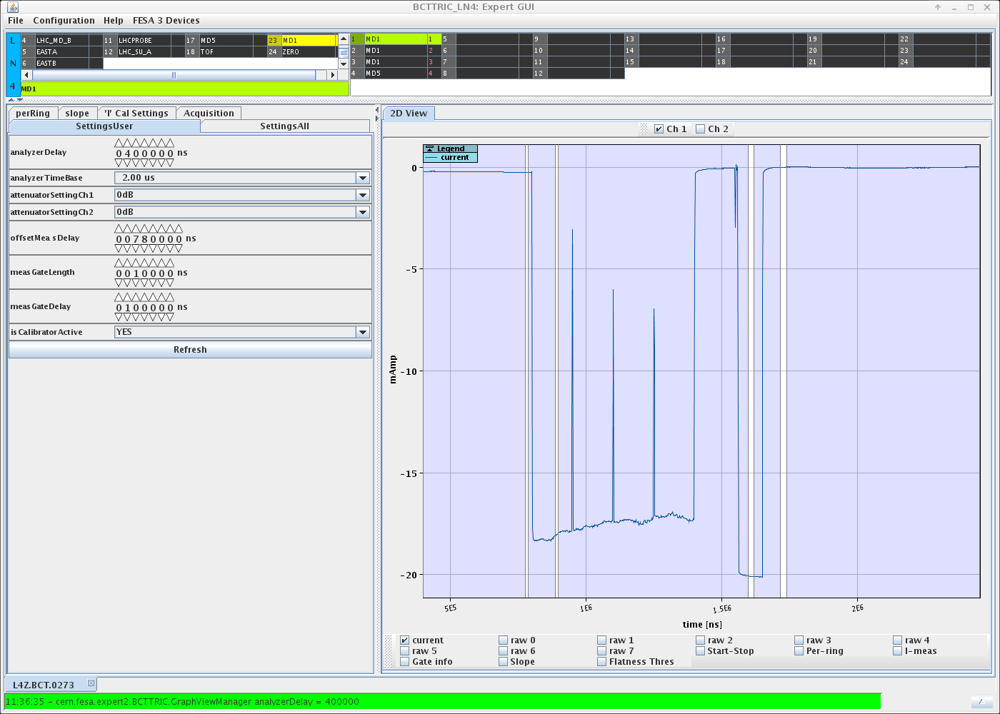 BCTTRIC_LN4: Expert GUI
File Configuration Help FESA 3 Devices
L N 4
4 LHC_MD_B 11 LHCPROBE 17 MD5 23 MD1
5 EASTA 12 LHC_SU_A 18 TOF 24 ZERO
6 EASTB
MD1
1 MD1 1 5 9 13 16 19 22
2 MD1 2 6 10 14 17 20 23
3 MD1 3 7 11 15 18 21 24
4 MD5 4 8 12
perRing slope 'I' Cal Settings Acquisition
SettingsUser SettingsAll
analyzerDelay 0400000 ns
analyzerTimeBase 2.00 us
attenuatorSettingCh1 0dB
attenuatorSettingCh2 0dB
offsetMeasDelay 00780000 ns
measGateLength 0010000 ns
measGateDelay 0100000 ns
isCalibratorActive YES
Refresh
2D View
Ch 1 Ch 2
Legend
current
0
-5
-10
-15
-20
mAmp
5E5 1E6 1.5E6 2E6
time [ns]
current raw 0 raw 1 raw 2 raw 3 raw 4
raw 5 raw 6 raw 7 Start-Stop Per-ring I-meas
Gate info Slope Flatness Thres
L4Z.BCT.0273
11:36:35 - cern.fesa.expert2.BCTTRIC.GraphViewManager analyzerDelay = 400000